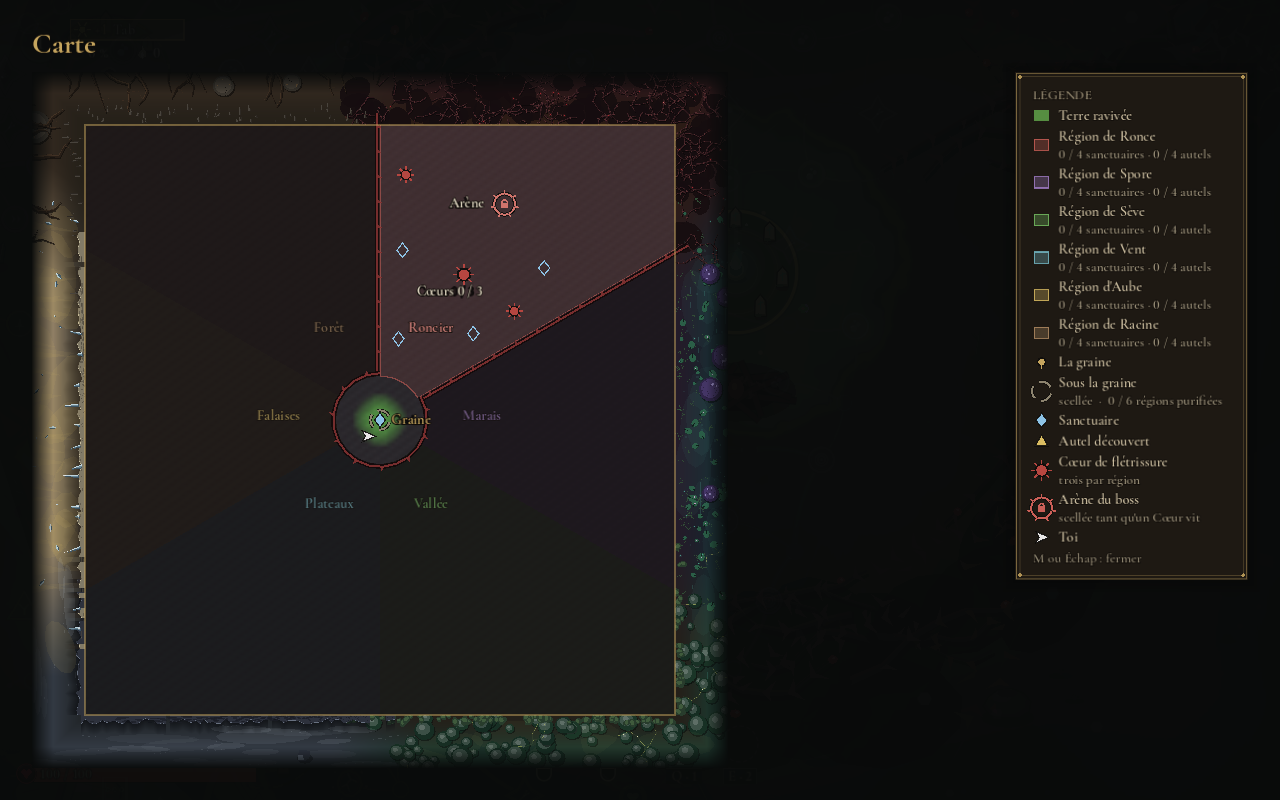 Carte
Arène
Cœurs 0 / 3
Forêt
Roncier
Falaises
Graine
Marais
Plateaux
Vallée
LÉGENDE
Terre ravivée
Région de Ronce
0 / 4 sanctuaires · 0 / 4 autels
Région de Spore
0 / 4 sanctuaires · 0 / 4 autels
Région de Sève
0 / 4 sanctuaires · 0 / 4 autels
Région de Vent
0 / 4 sanctuaires · 0 / 4 autels
Région d'Aube
0 / 4 sanctuaires · 0 / 4 autels
Région de Racine
0 / 4 sanctuaires · 0 / 4 autels
La graine
Sous la graine
scellée · 0 / 6 régions purifiées
Sanctuaire
Autel découvert
Cœur de flétrissure
trois par région
Arène du boss
scellée tant qu'un Cœur vit
Toi
M ou Échap : fermer